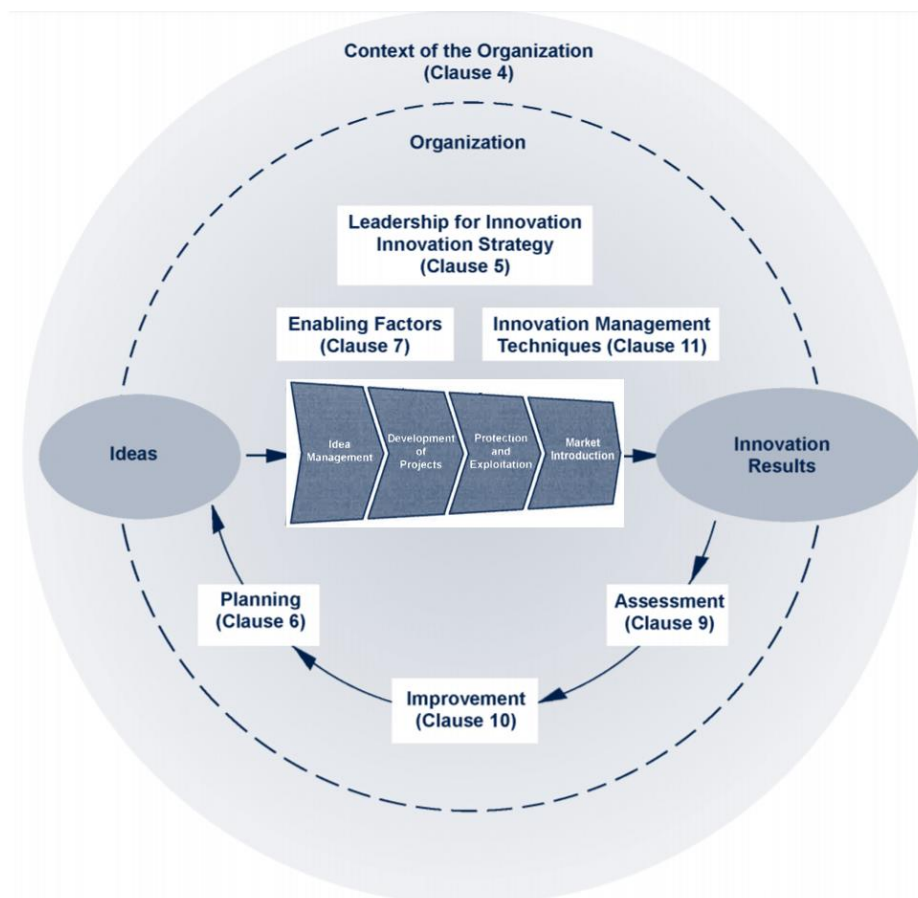 Context of the Organization
(Clause 4)
Organization
Leadership for Innovation
Innovation Strategy
(Clause 5)
Enabling Factors
(Clause 7)
Innovation Management
Techniques (Clause 11)
Ideas
Idea
Management
Development
of
Projects
Protection
and
Exploitation
Market
Introduction
Innovation
Results
Planning
(Clause 6)
Assessment
(Clause 9)
Improvement
(Clause 10)